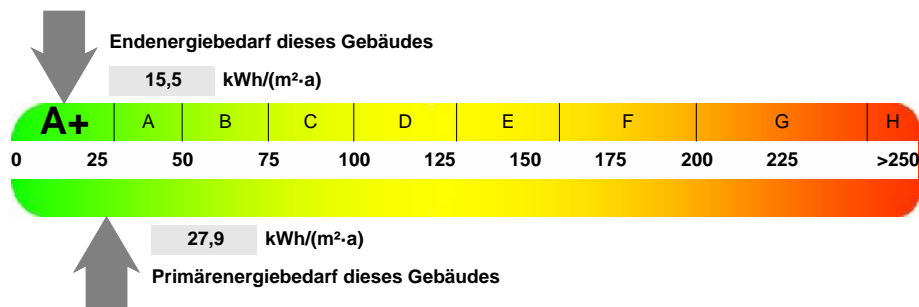 Endenergiebedarf dieses Gebäudes
15,5 kWh/(m²·a)
A+ A B C D E F G H
0 25 50 75 100 125 150 175 200 225 >250
27,9 kWh/(m²·a)
Primärenergiebedarf dieses Gebäudes